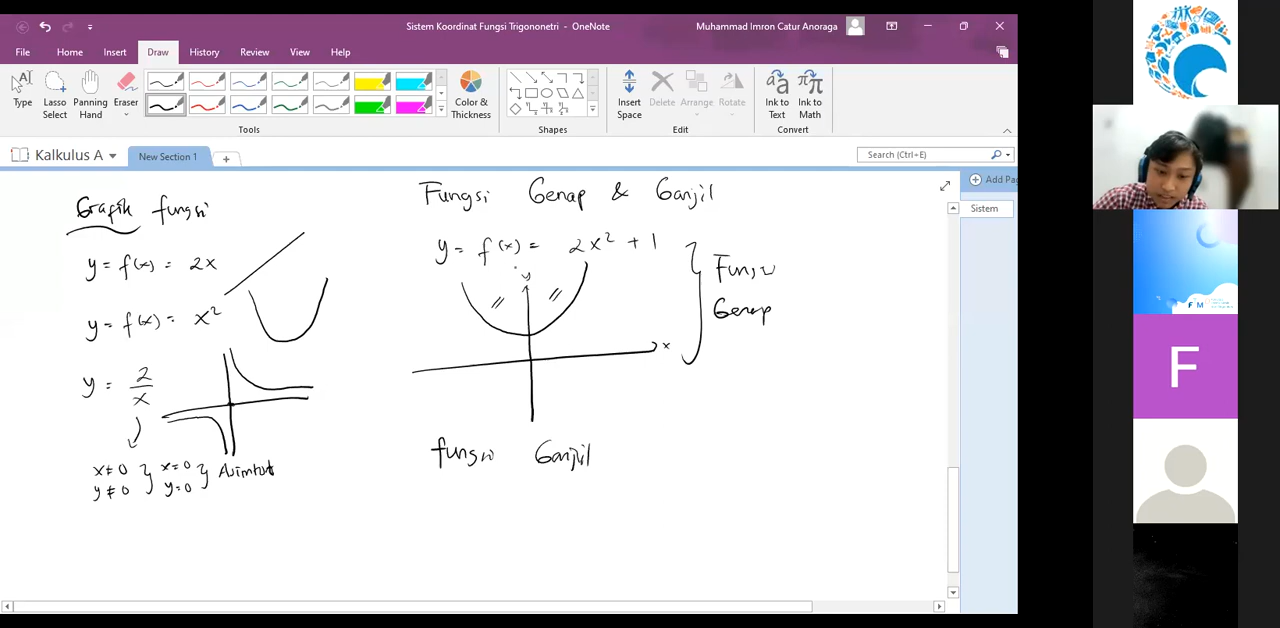 Sistem Koordinat Fungsi Trigononetri - OneNote
Muhammad Imron Catur Anoraga
File Home Insert Draw History Review View Help
Type
Lasso Select
Panning Hand
Eraser
Color & Thickness
Insert Space
Delete
Arrange
Rotate
Ink to Text
Ink to Math
Tools
Shapes
Edit
Convert
Kalkulus A
New Section 1
Search (Ctrl+E)
Add Pag
Sistem
Grafik fungsi
y = f(x) = 2x
y = f(x) = x²
y = 2/x
x ≠ 0 } x = 0 } Asimtot
y ≠ 0 y = 0
Fungsi Genap & Ganjil
y = f(x) = 2x² + 1
Fungsi
Genap
y
x
fungsi Ganjil
F